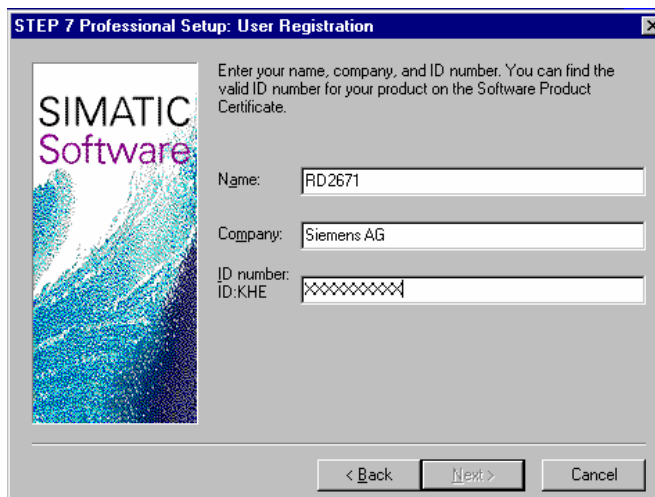 STEP 7 Professional Setup: User Registration
SIMATIC
Software
Enter your name, company, and ID number. You can find the
valid ID number for your product on the Software Product
Certificate.
Name: RD2671
Company: Siemens AG
ID number:
ID:KHE XXXXXXXXXXX
< Back Next > Cancel